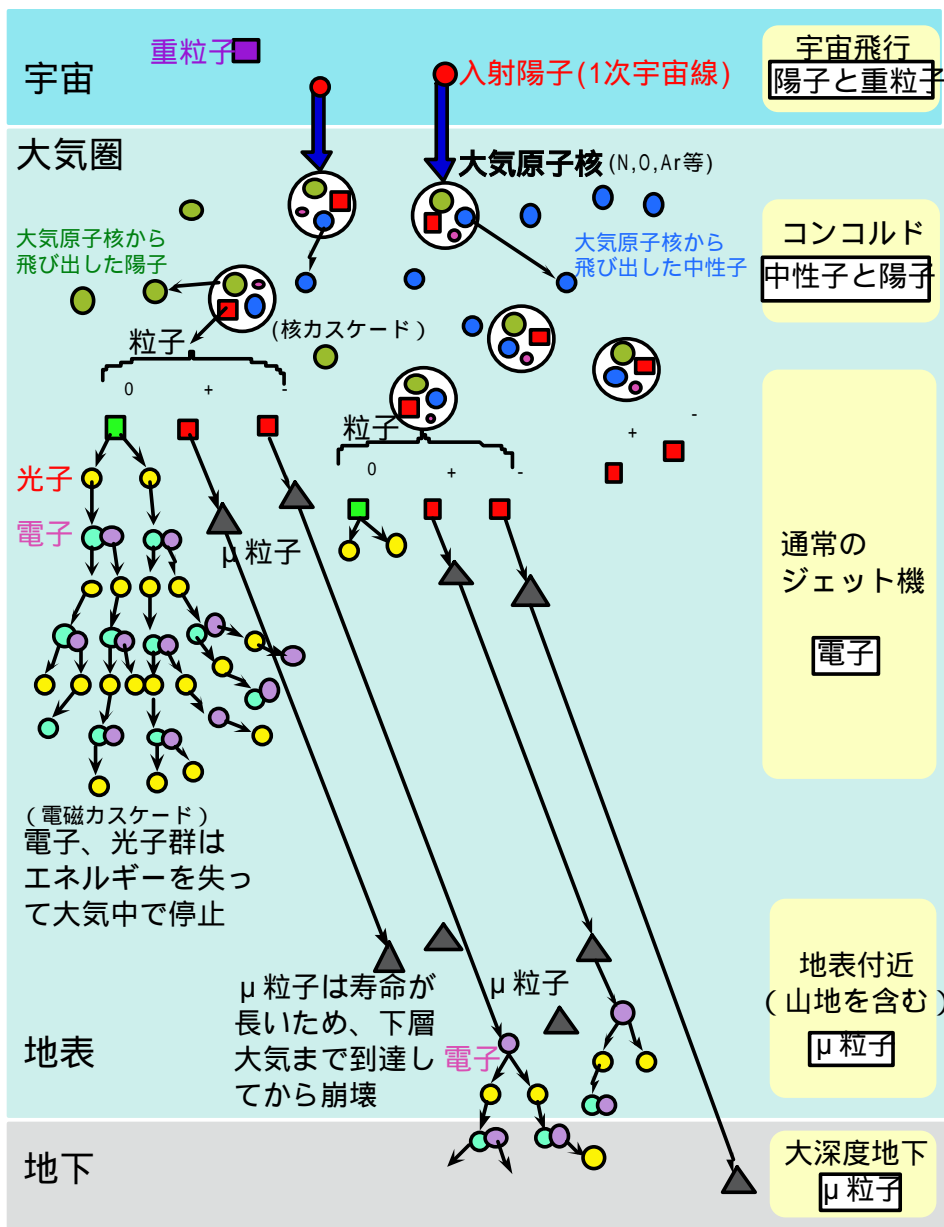 重粒子
宇宙
入射陽子(1次宇宙線)
宇宙飛行
陽子と重粒子
大気圏
大気原子核 (N,O,Ar等)
大気原子核から
飛び出した陽子
大気原子核から
飛び出した中性子
コンコルド
中性子と陽子
(核カスケード)
粒子
0 + -
粒子
0 + -
+ -
光子
電子
μ粒子
通常の
ジェット機
電子
(電磁カスケード)
電子、光子群は
エネルギーを失っ
て大気中で停止
μ粒子は寿命が
長いため、下層
大気まで到達し
てから崩壊
μ粒子
電子
地表付近
(山地を含む)
μ粒子
地表
地下
大深度地下
μ粒子